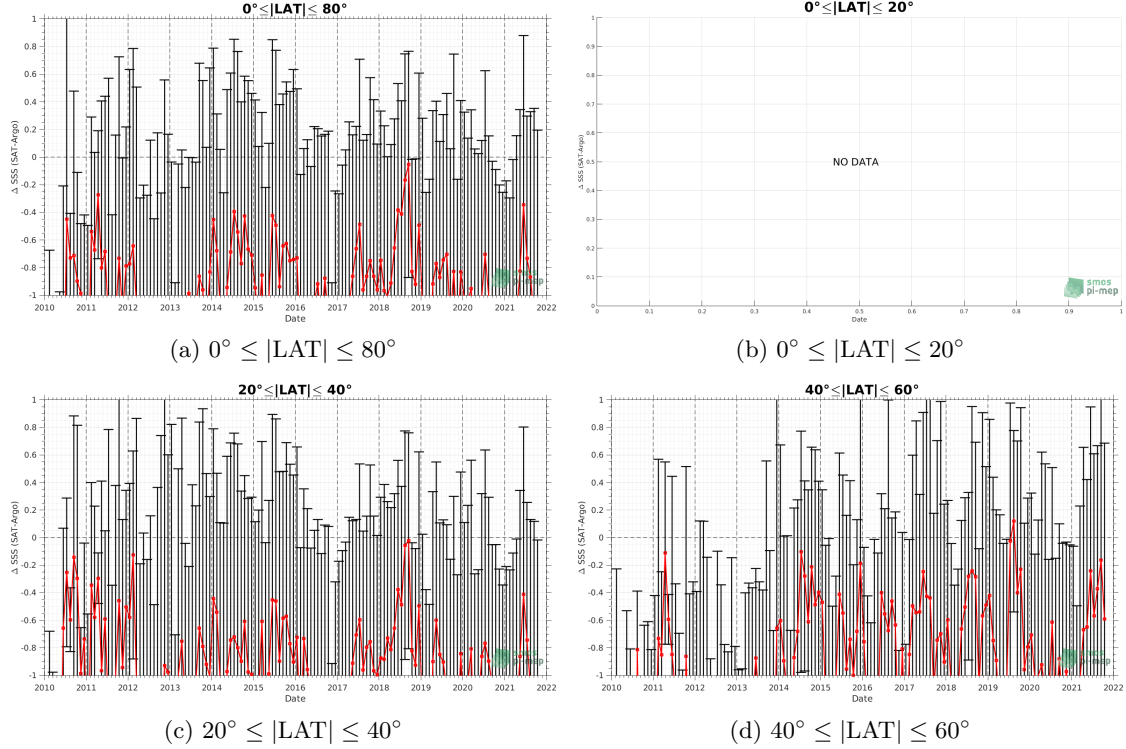 0°≤|LAT|≤ 80°
1
0.8
0.6
0.4
0.2
0
-0.2
-0.4
-0.6
-0.8
-1
Δ SSS (SAT-Argo)
2010 2011 2012 2013 2014 2015 2016 2017 2018 2019 2020 2021 2022
Date
smos
pi-mep
(a) 0° ≤ |LAT| ≤ 80°
0°≤|LAT|≤ 20°
1
0.9
0.8
0.7
0.6
0.5
0.4
0.3
0.2
0.1
0
Δ SSS (SAT-Argo)
NO DATA
0 0.1 0.2 0.3 0.4 0.5 0.6 0.7 0.8 0.9 1
Date
smos
pi-mep
(b) 0° ≤ |LAT| ≤ 20°
20°≤|LAT|≤ 40°
1
0.8
0.6
0.4
0.2
0
-0.2
-0.4
-0.6
-0.8
-1
Δ SSS (SAT-Argo)
2010 2011 2012 2013 2014 2015 2016 2017 2018 2019 2020 2021 2022
Date
smos
pi-mep
(c) 20° ≤ |LAT| ≤ 40°
40°≤|LAT|≤ 60°
1
0.8
0.6
0.4
0.2
0
-0.2
-0.4
-0.6
-0.8
-1
Δ SSS (SAT-Argo)
2010 2011 2012 2013 2014 2015 2016 2017 2018 2019 2020 2021 2022
Date
smos
pi-mep
(d) 40° ≤ |LAT| ≤ 60°